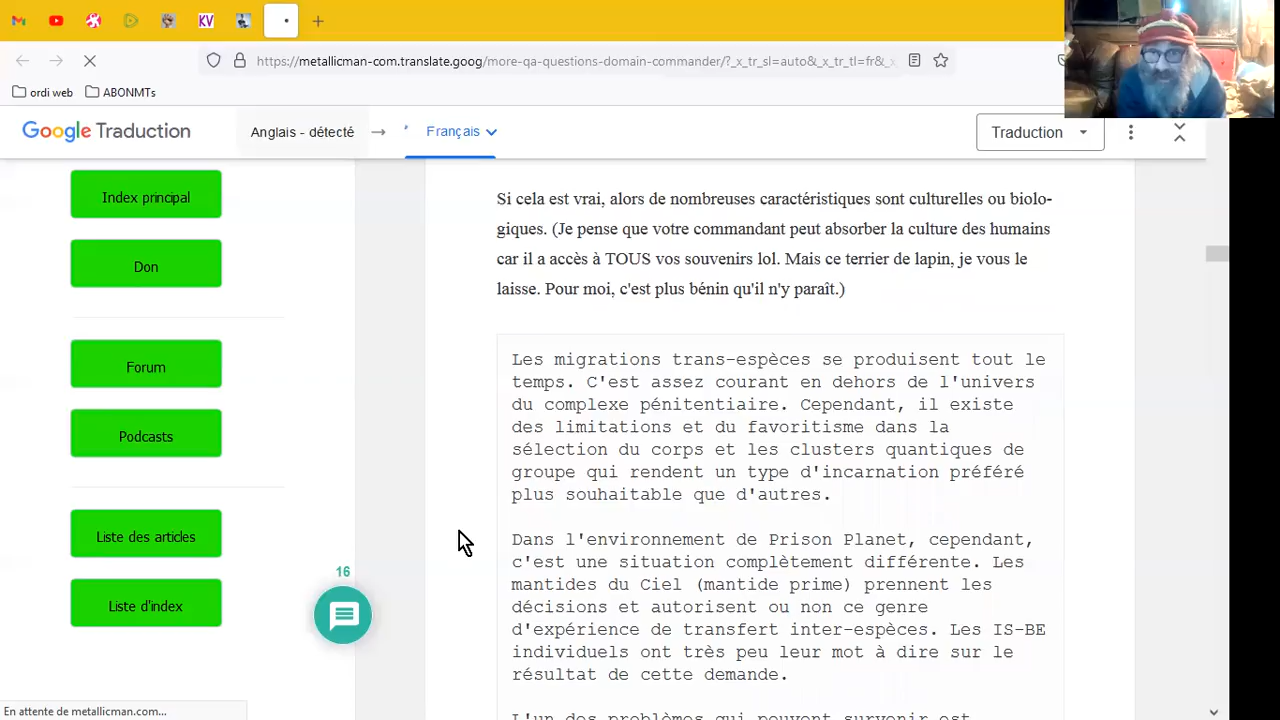 KV
https://metallicman-com.translate.goog/more-qa-questions-domain-commander/?_x_tr_sl=auto&_x_tr_tl=fr&_x
ordi web
ABONMTs
Google Traduction
Anglais - détecté
Français
Traduction
Index principal
Don
Forum
Podcasts
Liste des articles
Liste d'index
16
Si cela est vrai, alors de nombreuses caractéristiques sont culturelles ou biolo-
giques. (Je pense que votre commandant peut absorber la culture des humains
car il a accès à TOUS vos souvenirs lol. Mais ce terrier de lapin, je vous le
laisse. Pour moi, c'est plus bénin qu'il n'y paraît.)
Les migrations trans-espèces se produisent tout le
temps. C'est assez courant en dehors de l'univers
du complexe pénitentiaire. Cependant, il existe
des limitations et du favoritisme dans la
sélection du corps et les clusters quantiques de
groupe qui rendent un type d'incarnation préféré
plus souhaitable que d'autres.
Dans l'environnement de Prison Planet, cependant,
c'est une situation complètement différente. Les
mantides du Ciel (mantide prime) prennent les
décisions et autorisent ou non ce genre
d'expérience de transfert inter-espèces. Les IS-BE
individuels ont très peu leur mot à dire sur le
résultat de cette demande.
L'un des problèmes qui peuvent survenir est
En attente de metallicman.com...